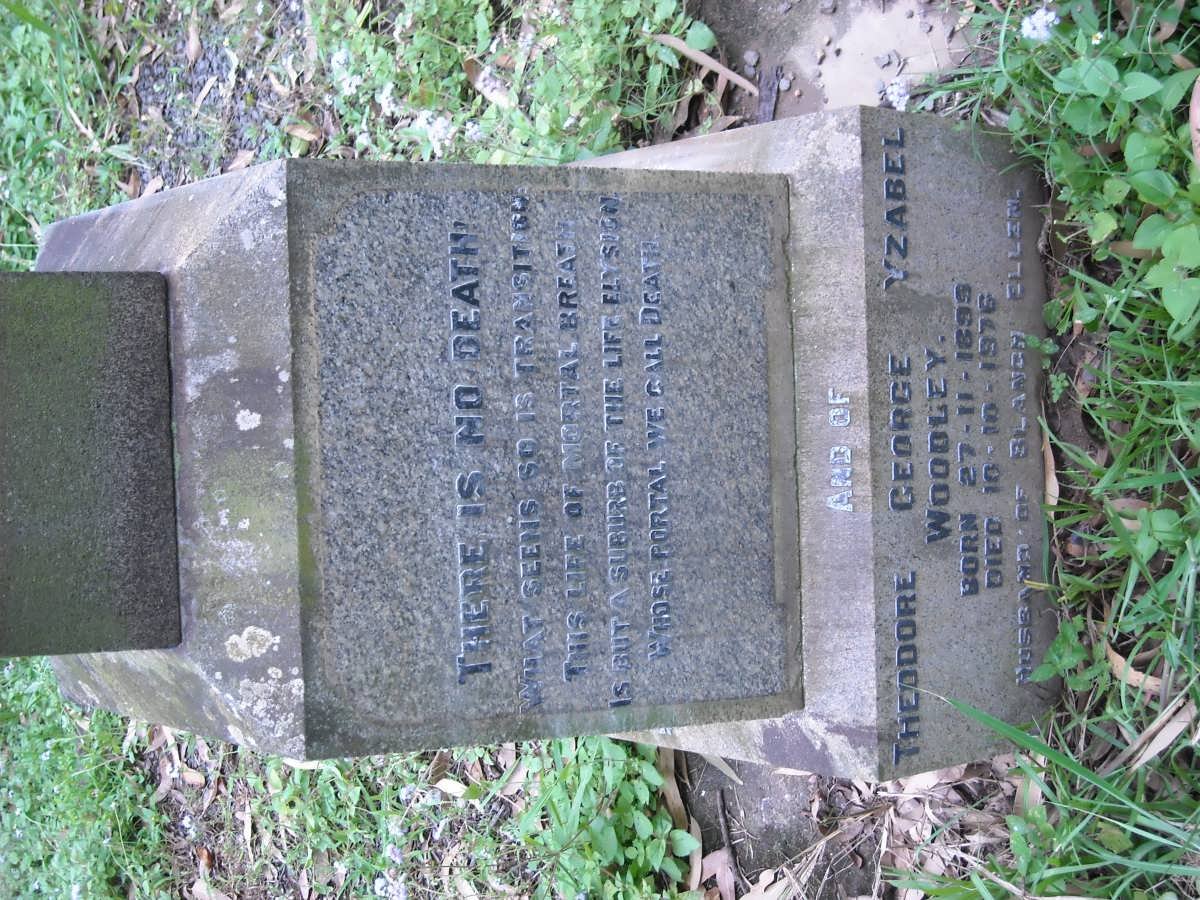 THERE IS NO DEATH'
WHAT SEEMS SO IS TRANSITION
THIS LIFE OF MORTAL BREATH
IS BUT A SUBURB OF THE LIFE ELYSIAN
WHOSE PORTAL WE CALL DEATH
AND OF
THEODORE GEORGE YZABEL
WOODLEY.
BORN 27-11-1899
DIED 10-10-1976
HUSBAND OF BLANCH ELLEN.